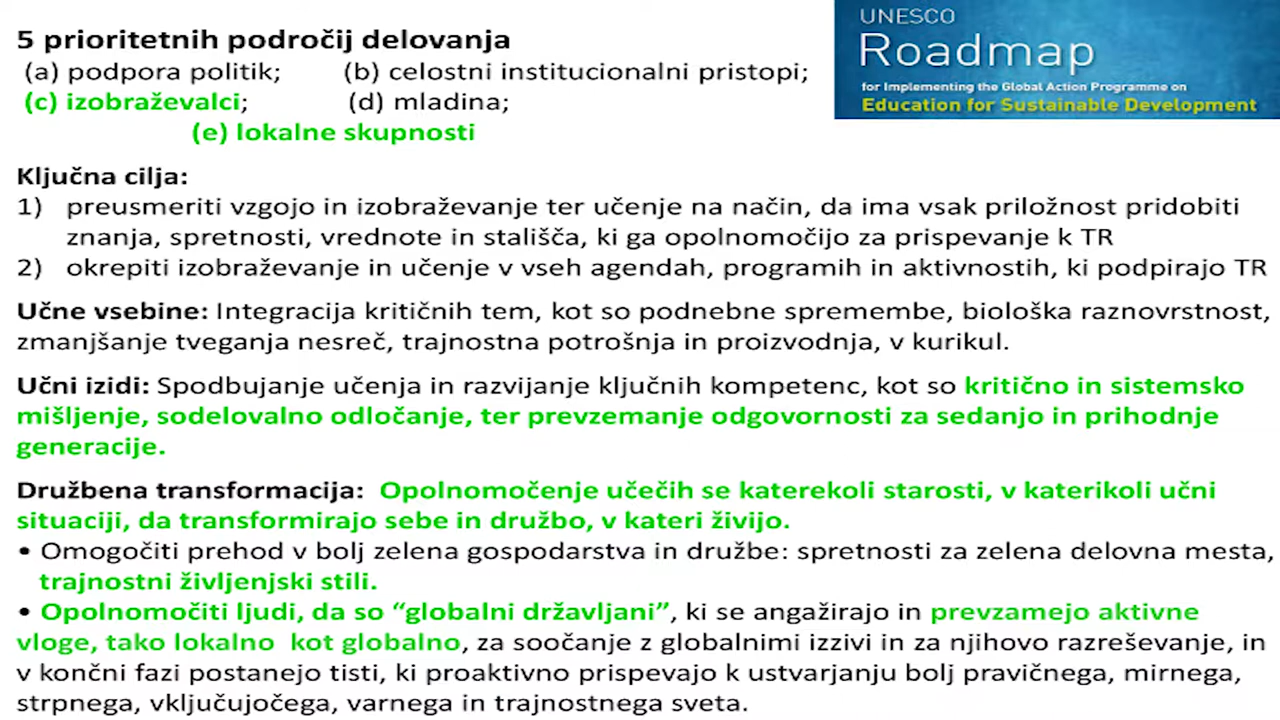 5 prioritetnih področij delovanja
(a) podpora politik; (b) celostni institucionalni pristopi;
(c) izobraževalci; (d) mladina;
(e) lokalne skupnosti
UNESCO
Roadmap
for Implementing the Global Action Programme on
Education for Sustainable Development
Ključna cilja:
1) preusmeriti vzgojo in izobraževanje ter učenje na način, da ima vsak priložnost pridobiti
znanja, spretnosti, vrednote in stališča, ki ga opolnomočijo za prispevanje k TR
2) okrepiti izobraževanje in učenje v vseh agendah, programih in aktivnostih, ki podpirajo TR
Učne vsebine: Integracija kritičnih tem, kot so podnebne spremembe, biološka raznovrstnost,
zmanjšanje tveganja nesreč, trajnostna potrošnja in proizvodnja, v kurikul.
Učni izidi: Spodbujanje učenja in razvijanje ključnih kompetenc, kot so kritično in sistemsko
mišljenje, sodelovalno odločanje, ter prevzemanje odgovornosti za sedanjo in prihodnje
generacije.
Družbena transformacija: Opolnomočenje učečih se katerekoli starosti, v katerikoli učni
situaciji, da transformirajo sebe in družbo, v kateri živijo.
• Omogočiti prehod v bolj zelena gospodarstva in družbe: spretnosti za zelena delovna mesta,
trajnostni življenjski stili.
• Opolnomočiti ljudi, da so “globalni državljani”, ki se angažirajo in prevzamejo aktivne
vloge, tako lokalno kot globalno, za soočanje z globalnimi izzivi in za njihovo razreševanje, in
v končni fazi postanejo tisti, ki proaktivno prispevajo k ustvarjanju bolj pravičnega, mirnega,
strpnega, vključujočega, varnega in trajnostnega sveta.